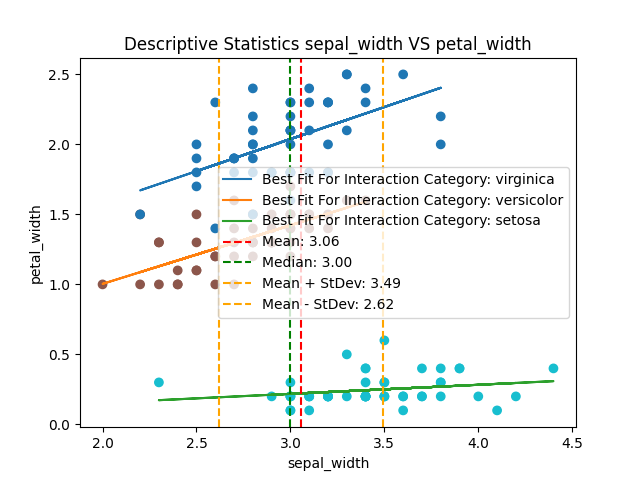 Descriptive Statistics sepal_width VS petal_width
2.5
2.0
1.5
1.0
0.5
0.0
petal_width
Best Fit For Interaction Category: virginica
Best Fit For Interaction Category: versicolor
Best Fit For Interaction Category: setosa
Mean: 3.06
Median: 3.00
Mean + StDev: 3.49
Mean - StDev: 2.62
2.0 2.5 3.0 3.5 4.0 4.5
sepal_width